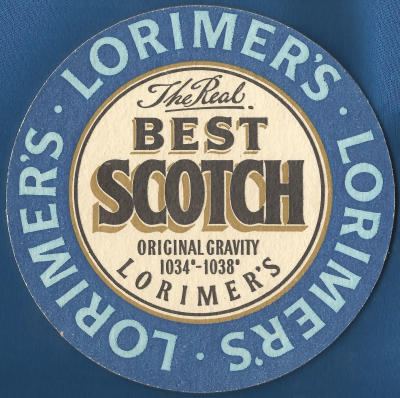 LORIMER'S · LORIMER'S · LORIMER'S · LORIMER'S ·
The Real
BEST
SCOTCH
ORIGINAL GRAVITY
1034°-1038°
LORIMER'S